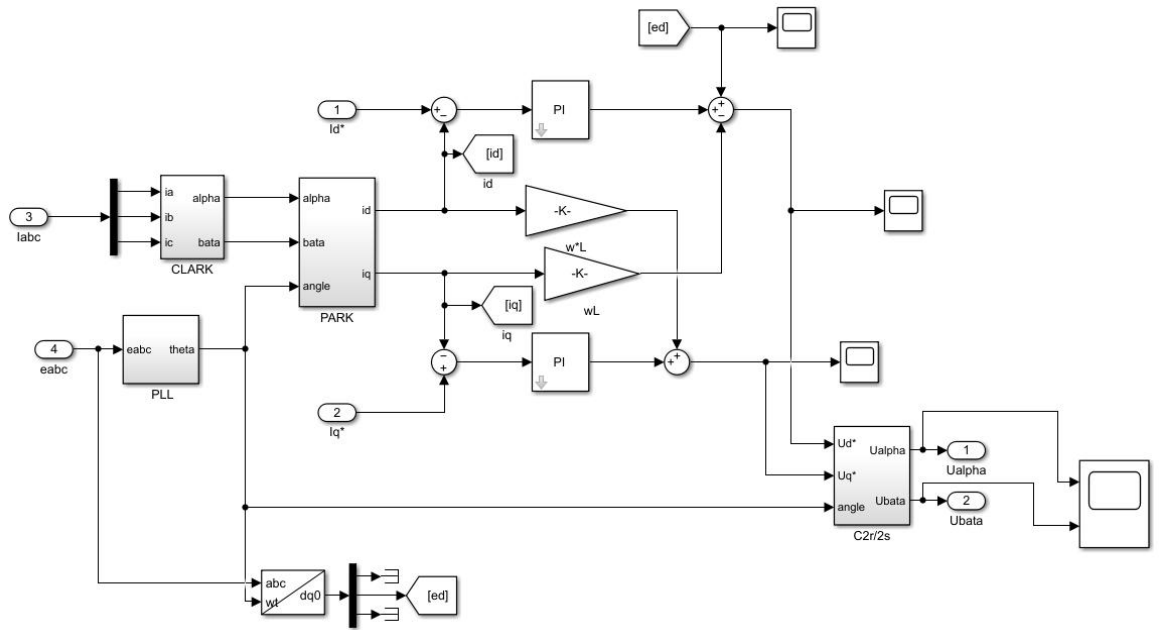 [ed]
1
+
−
PI
+
+
−
Id*
[id]
id
3
Iabc
ia
alpha
ib
ic
bata
CLARK
alpha
id
bata
iq
angle
PARK
-K-
w*L
-K-
wL
[iq]
iq
4
eabc
eabc
theta
PLL
−
+
PI
+
+
2
Iq*
Ud*
Ualpha
1
Ualpha
Uq*
Ubata
2
Ubata
angle
C2r/2s
abc
wt
dq0
[ed]